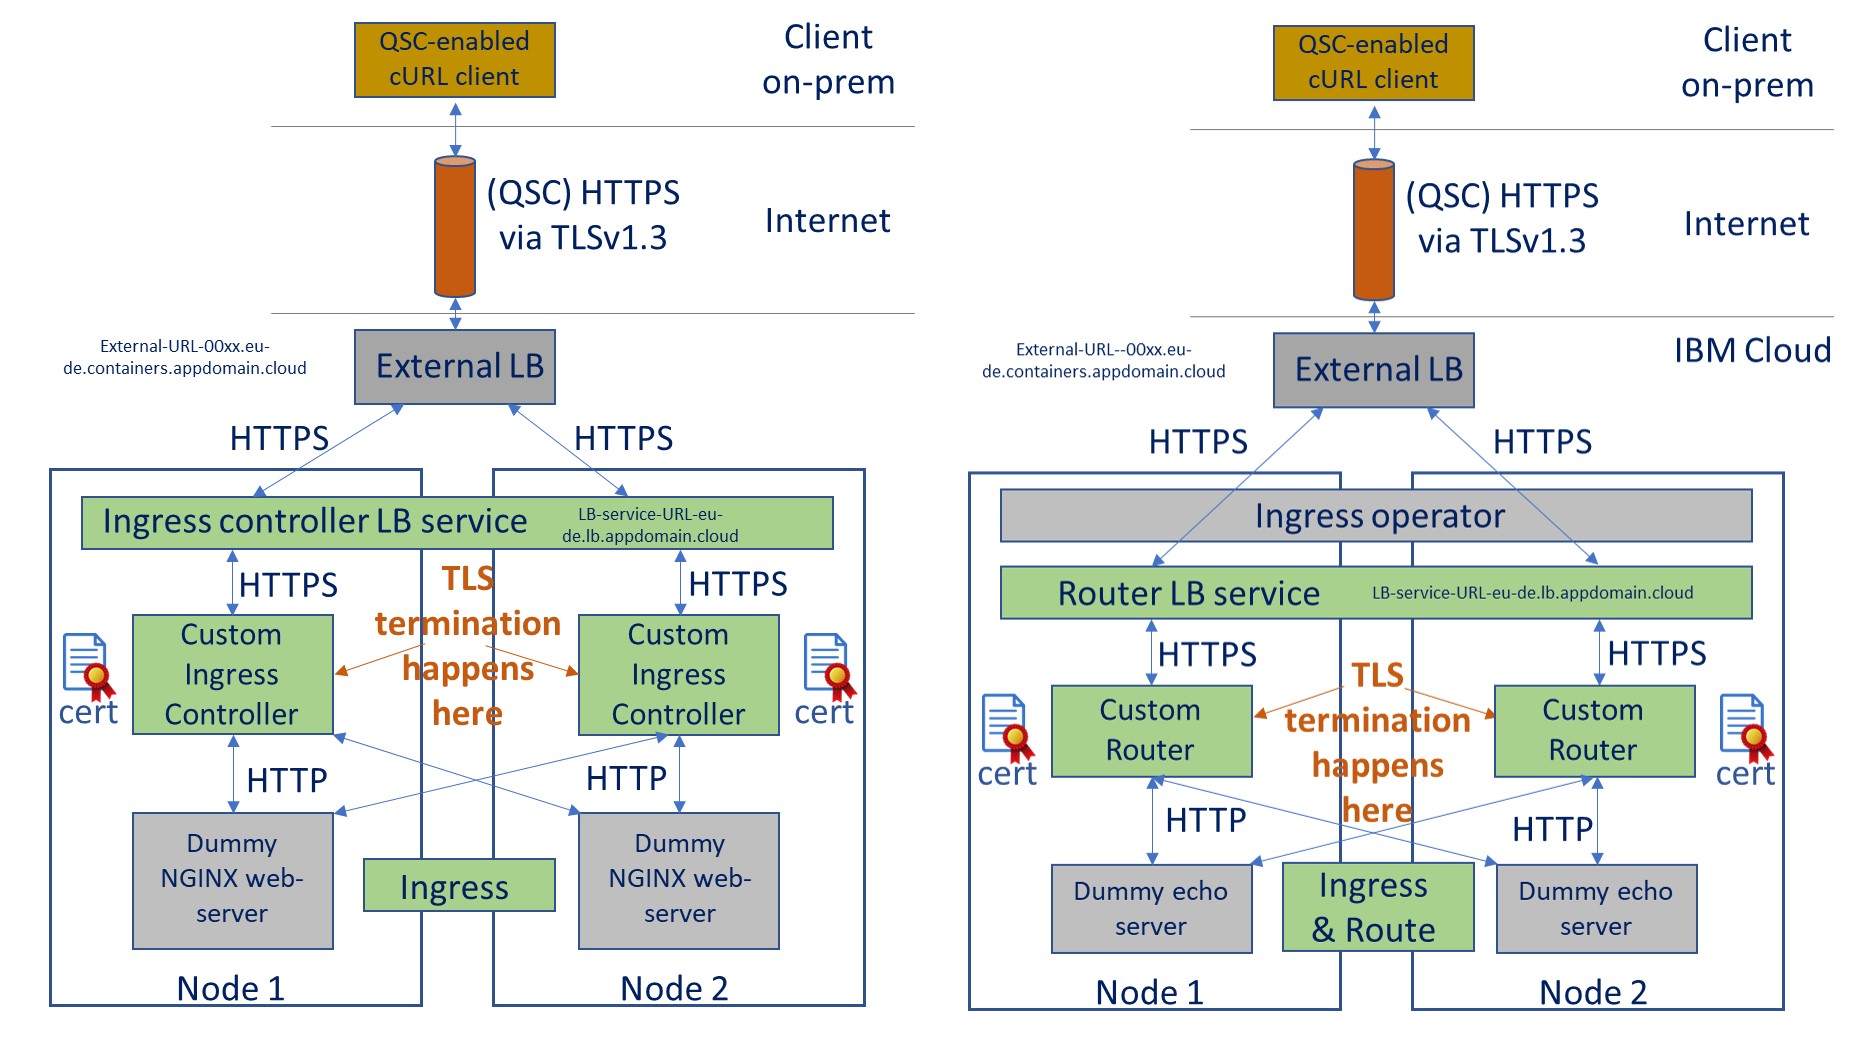 QSC-enabled
cURL client
Client
on-prem
(QSC) HTTPS
via TLSv1.3
Internet
External-URL-00xx.eu-
de.containers.appdomain.cloud
External LB
HTTPS
HTTPS
Ingress controller LB service
LB-service-URL-eu-
de.lb.appdomain.cloud
HTTPS
TLS
termination
happens
here
HTTPS
cert
Custom
Ingress
Controller
Custom
Ingress
Controller
cert
HTTP
HTTP
Dummy
NGINX web-
server
Ingress
Dummy
NGINX web-
server
Node 1
Node 2
QSC-enabled
cURL client
Client
on-prem
(QSC) HTTPS
via TLSv1.3
Internet
External-URL--00xx.eu-
de.containers.appdomain.cloud
External LB
IBM Cloud
HTTPS
HTTPS
Ingress operator
Router LB service
LB-service-URL-eu-de.lb.appdomain.cloud
HTTPS
HTTPS
TLS
termination
happens
here
cert
Custom
Router
Custom
Router
cert
HTTP
HTTP
Dummy echo
server
Ingress
& Route
Dummy echo
server
Node 1
Node 2